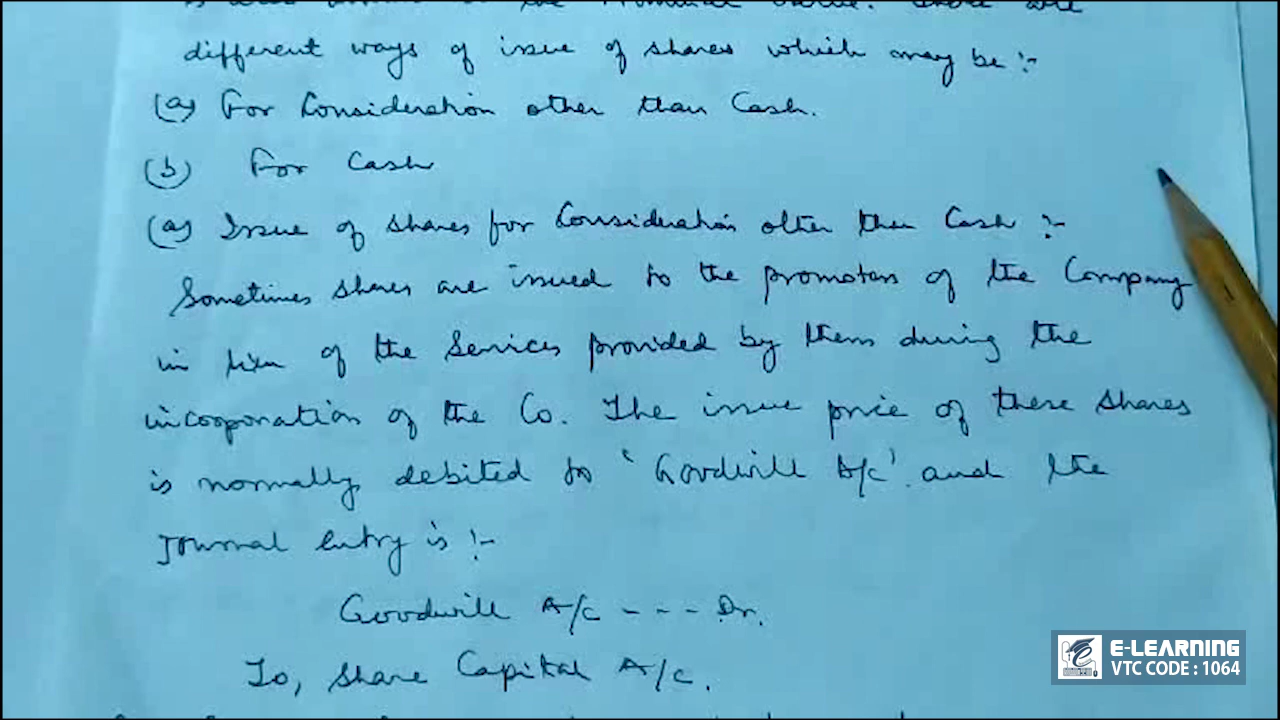 different ways of issue of shares which may be :-
(a) For Consideration other than Cash.
(b) For Cash
(a) Issue of shares for Consideration other than Cash :-
Sometimes shares are issued to the promotors of the Company
in lieu of the Services provided by them during the
incorporation of the Co. The issue price of these shares
is normally debited to 'Goodwill A/c' and the
Journal entry is :-
Goodwill A/c --- Dr.
To, Share Capital A/c.
E-LEARNING
VTC CODE : 1064